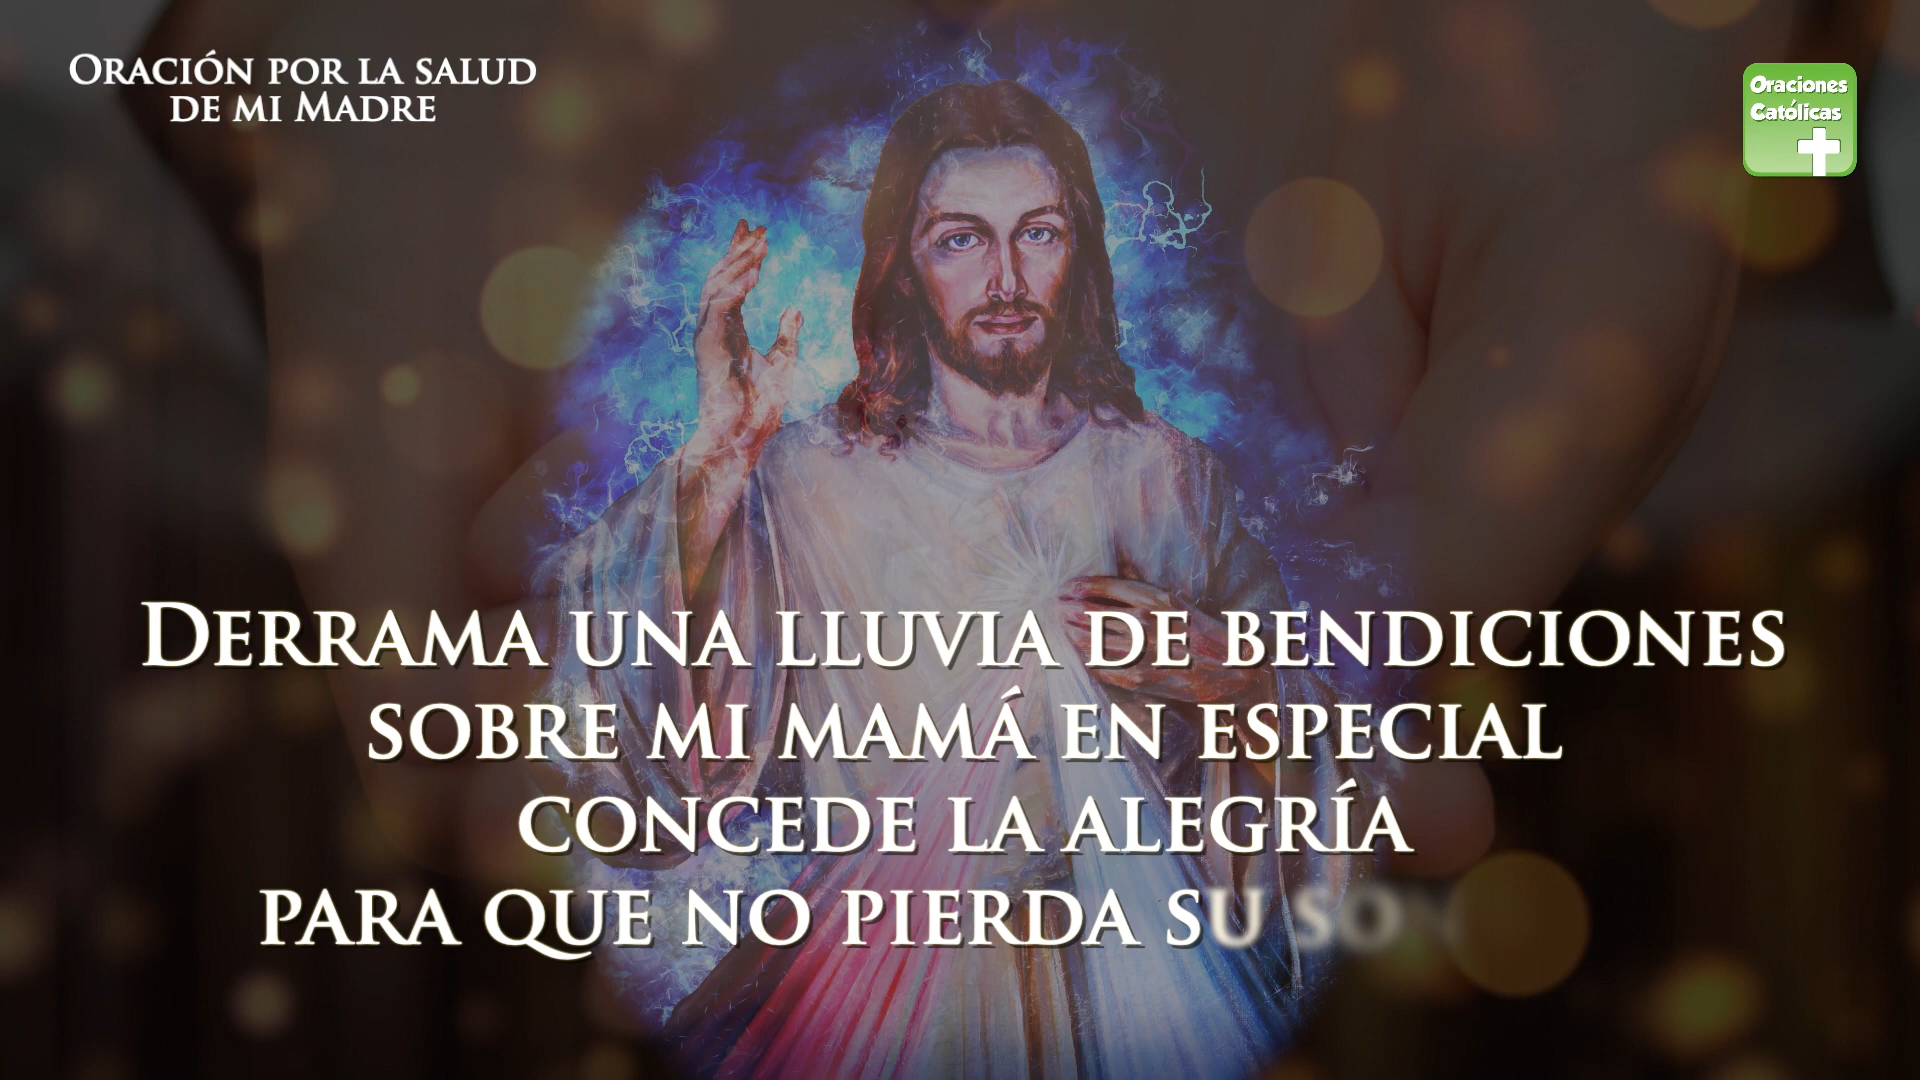 Oración por la salud
de mi Madre
Oraciones
Católicas
Derrama una lluvia de bendiciones
sobre mi mamá en especial
concede la alegría
para que no pierda su